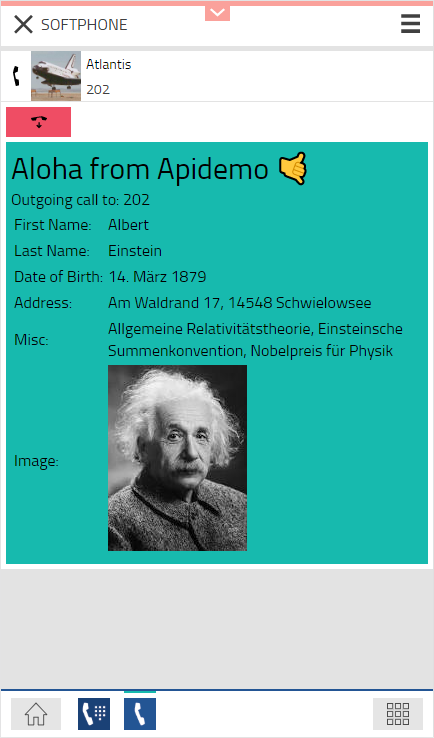 SOFTPHONE
Atlantis
202
Aloha from Apidemo 🤙
Outgoing call to: 202
First Name: Albert
Last Name: Einstein
Date of Birth: 14. März 1879
Address: Am Waldrand 17, 14548 Schwielowsee
Misc: Allgemeine Relativitätstheorie, Einsteinsche
Summenkonvention, Nobelpreis für Physik
Image: